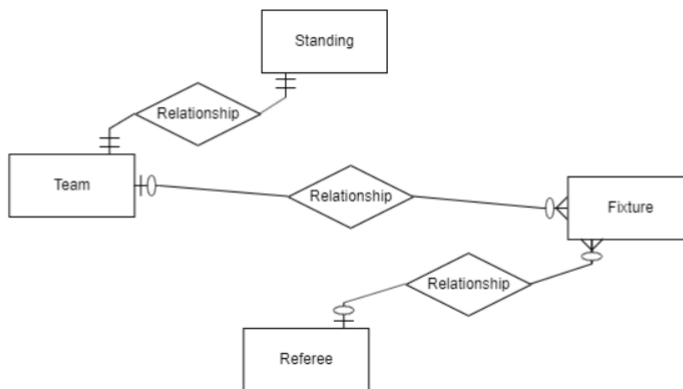 Standing
Relationship
Team
Relationship
Fixture
Relationship
Referee